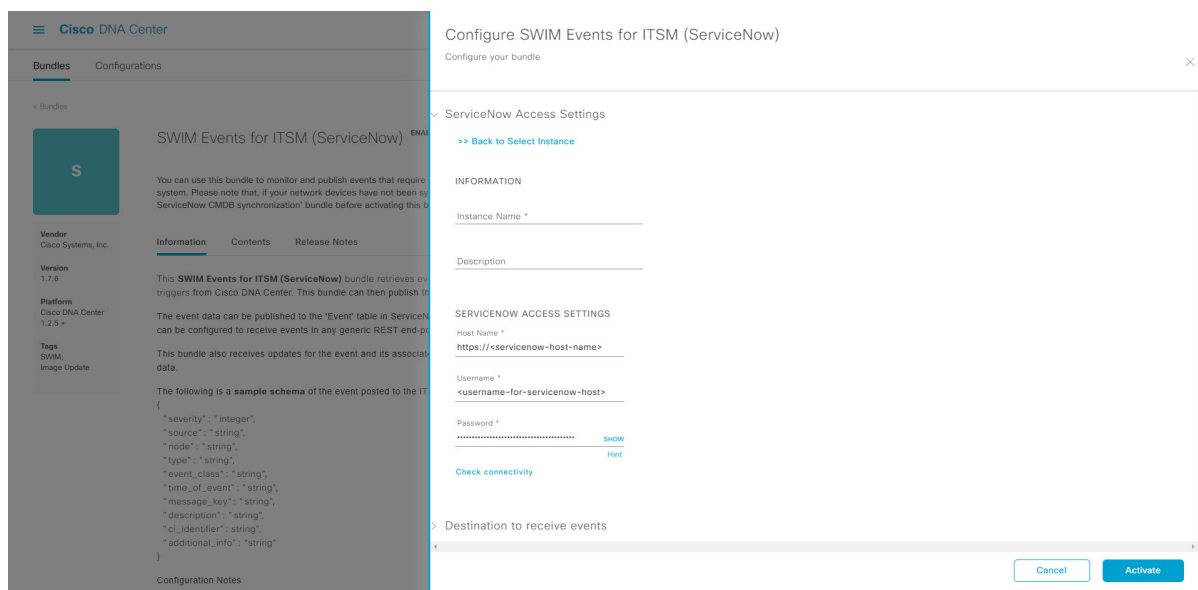 Cisco DNA Center
Bundles Configurations
< Bundles
S
Vendor
Cisco Systems, Inc.
Version
1.7.6
Platform
Cisco DNA Center
1.2.5 +
Tags
SWIM,
Image Update
SWIM Events for ITSM (ServiceNow) ENAB
You can use this bundle to monitor and publish events that require
system. Please note that, if your network devices have not been sy
ServiceNow CMDB synchronization' bundle before activating this b
Information Contents Release Notes
This SWIM Events for ITSM (ServiceNow) bundle retrieves ev
triggers from Cisco DNA Center. This bundle can then publish th
The event data can be published to the 'Event' table in ServiceN
can be configured to receive events in any generic REST end-po
This bundle also receives updates for the event and its associat
data.
The following is a sample schema of the event posted to the IT
{
"severity" : "integer",
"source" : "string",
"node" : "string",
"type" : "string",
"event_class" : "string",
"time_of_event" : "string",
"message_key" : "string",
"description" : "string",
"ci_identifier" : string",
"additional_info" : "string"
}
Configuration Notes
Configure SWIM Events for ITSM (ServiceNow)
Configure your bundle
ServiceNow Access Settings
>> Back to Select Instance
INFORMATION
Instance Name *
Description
SERVICENOW ACCESS SETTINGS
Host Name *
https://<servicenow-host-name>
Username *
<username-for-servicenow-host>
Password *
SHOW
Hint
Check connectivity
Destination to receive events
Cancel Activate